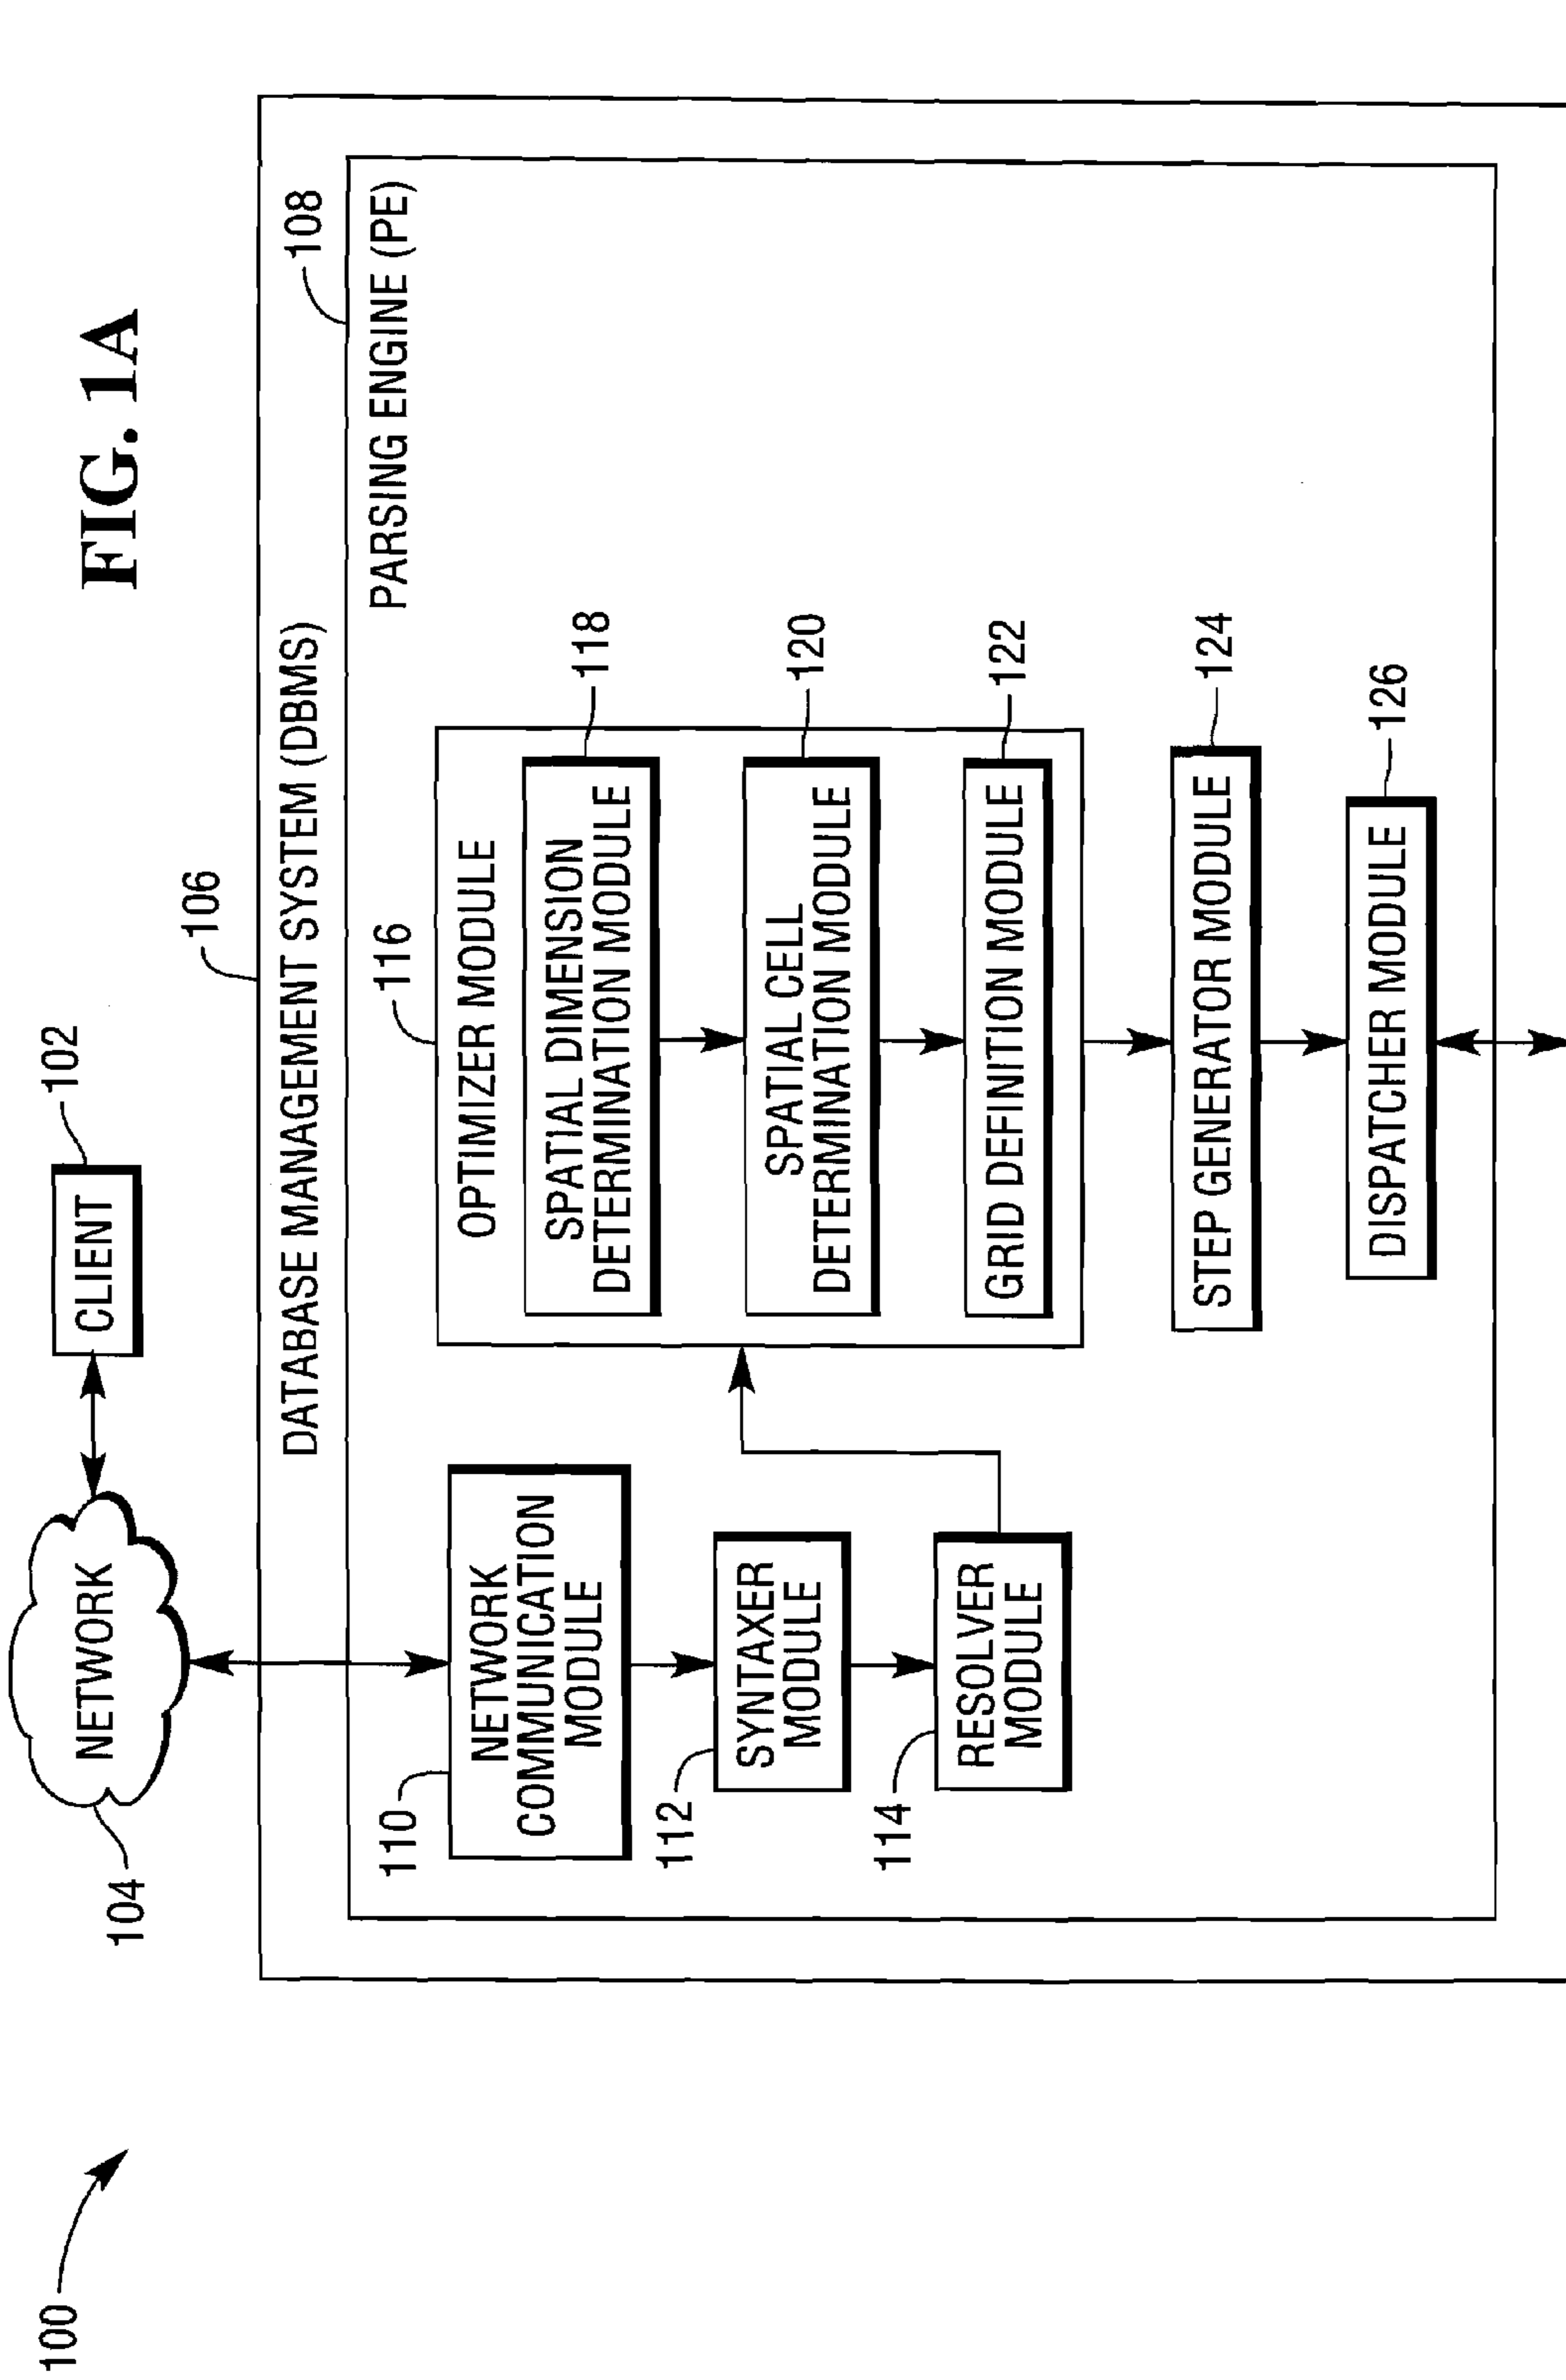 FIG. 1A
100
104
NETWORK
CLIENT
102
106
DATABASE MANAGEMENT SYSTEM (DBMS)
108
PARSING ENGINE (PE)
110
NETWORK
COMMUNICATION
MODULE
112
SYNTAXER
MODULE
114
RESOLVER
MODULE
116
OPTIMIZER MODULE
SPATIAL DIMENSION
DETERMINATION MODULE
118
SPATIAL CELL
DETERMINATION MODULE
120
GRID DEFINITION MODULE
122
STEP GENERATOR MODULE
124
DISPATCHER MODULE
126